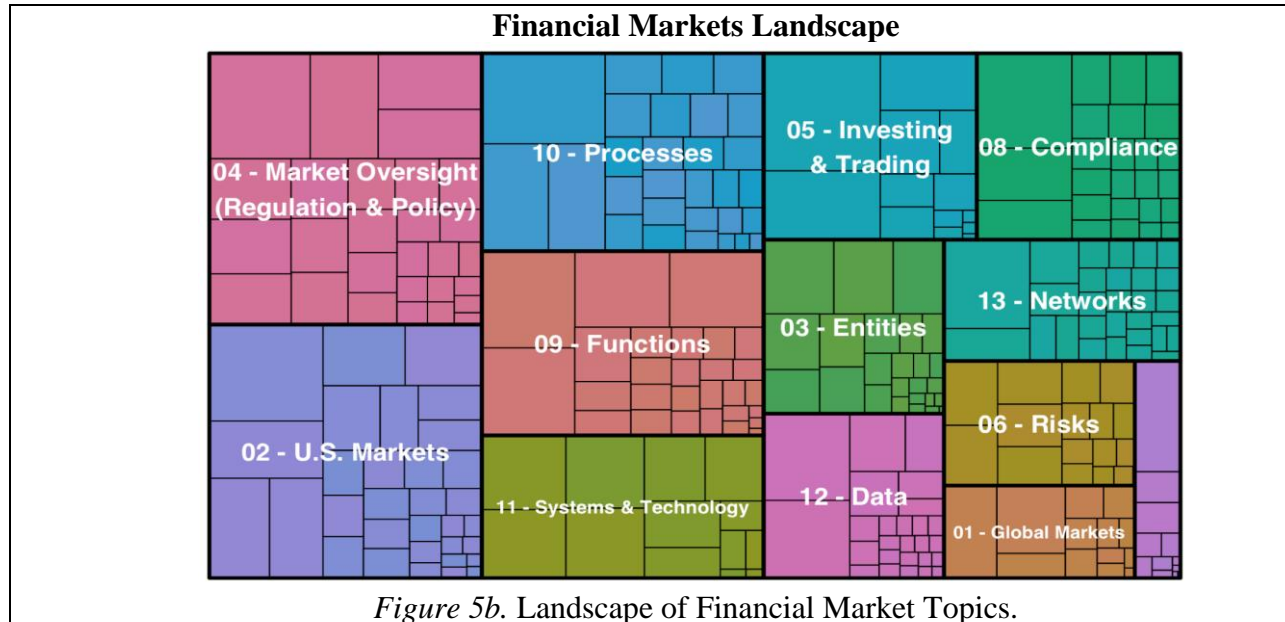 Financial Markets Landscape
04 - Market Oversight
(Regulation & Policy)
10 - Processes
05 - Investing
& Trading
08 - Compliance
02 - U.S. Markets
09 - Functions
03 - Entities
13 - Networks
06 - Risks
11 - Systems & Technology
12 - Data
01 - Global Markets
Figure 5b. Landscape of Financial Market Topics.